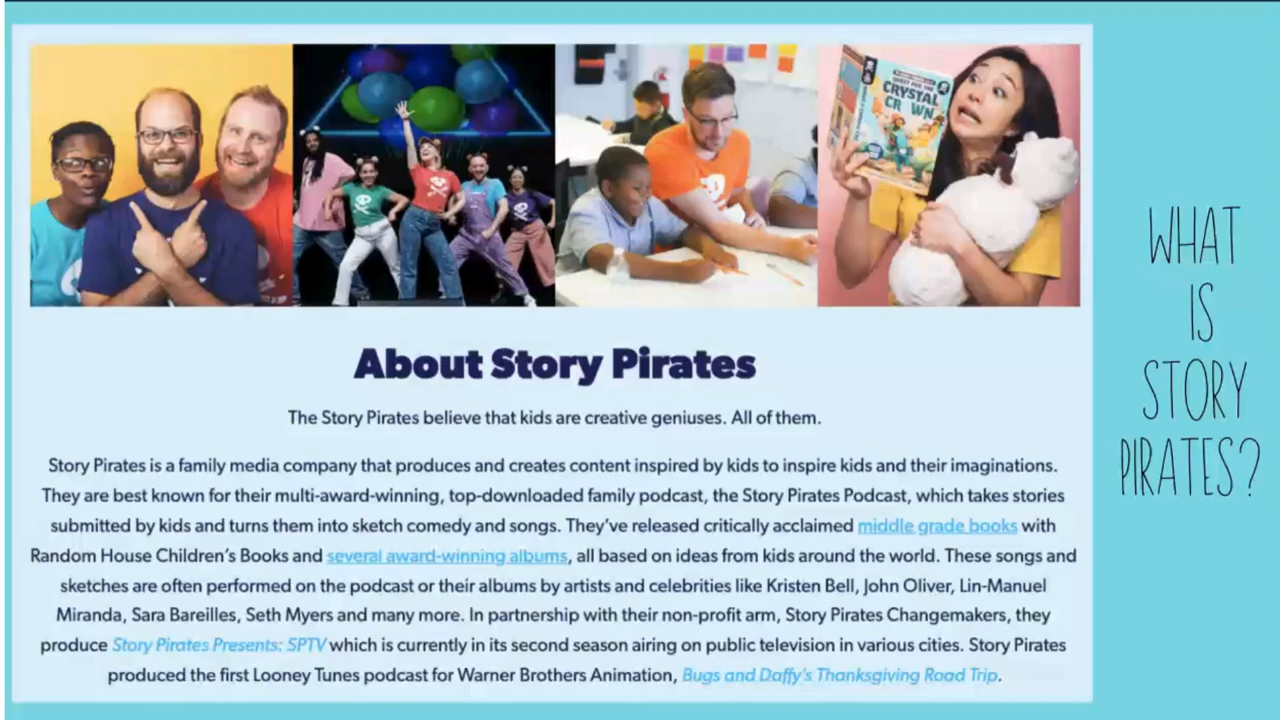 CRYSTAL
CR WN
About Story Pirates
The Story Pirates believe that kids are creative geniuses. All of them.
Story Pirates is a family media company that produces and creates content inspired by kids to inspire kids and their imaginations.
They are best known for their multi-award-winning, top-downloaded family podcast, the Story Pirates Podcast, which takes stories
submitted by kids and turns them into sketch comedy and songs. They've released critically acclaimed middle grade books with
Random House Children's Books and several award-winning albums, all based on ideas from kids around the world. These songs and
sketches are often performed on the podcast or their albums by artists and celebrities like Kristen Bell, John Oliver, Lin-Manuel
Miranda, Sara Bareilles, Seth Myers and many more. In partnership with their non-profit arm, Story Pirates Changemakers, they
produce Story Pirates Presents: SPTV which is currently in its second season airing on public television in various cities. Story Pirates
produced the first Looney Tunes podcast for Warner Brothers Animation, Bugs and Daffy's Thanksgiving Road Trip.
WHAT
IS
STORY
PIRATES?